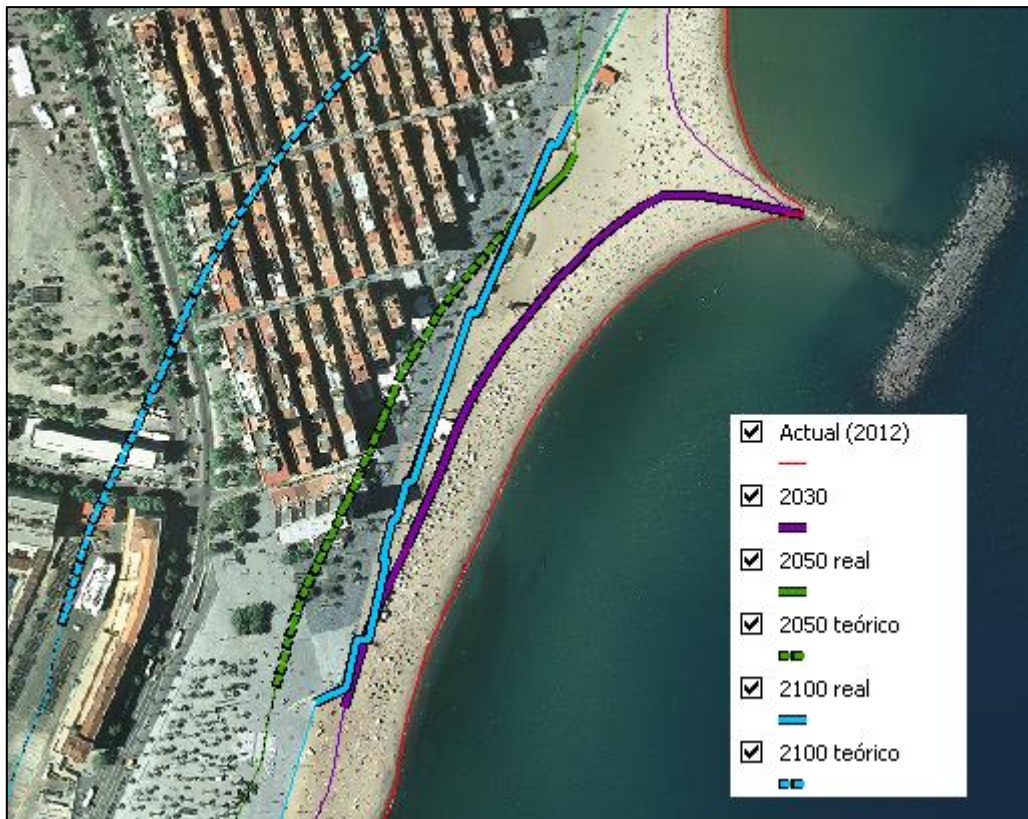 Actual (2012)
2030
2050 real
2050 teórico
2100 real
2100 teórico